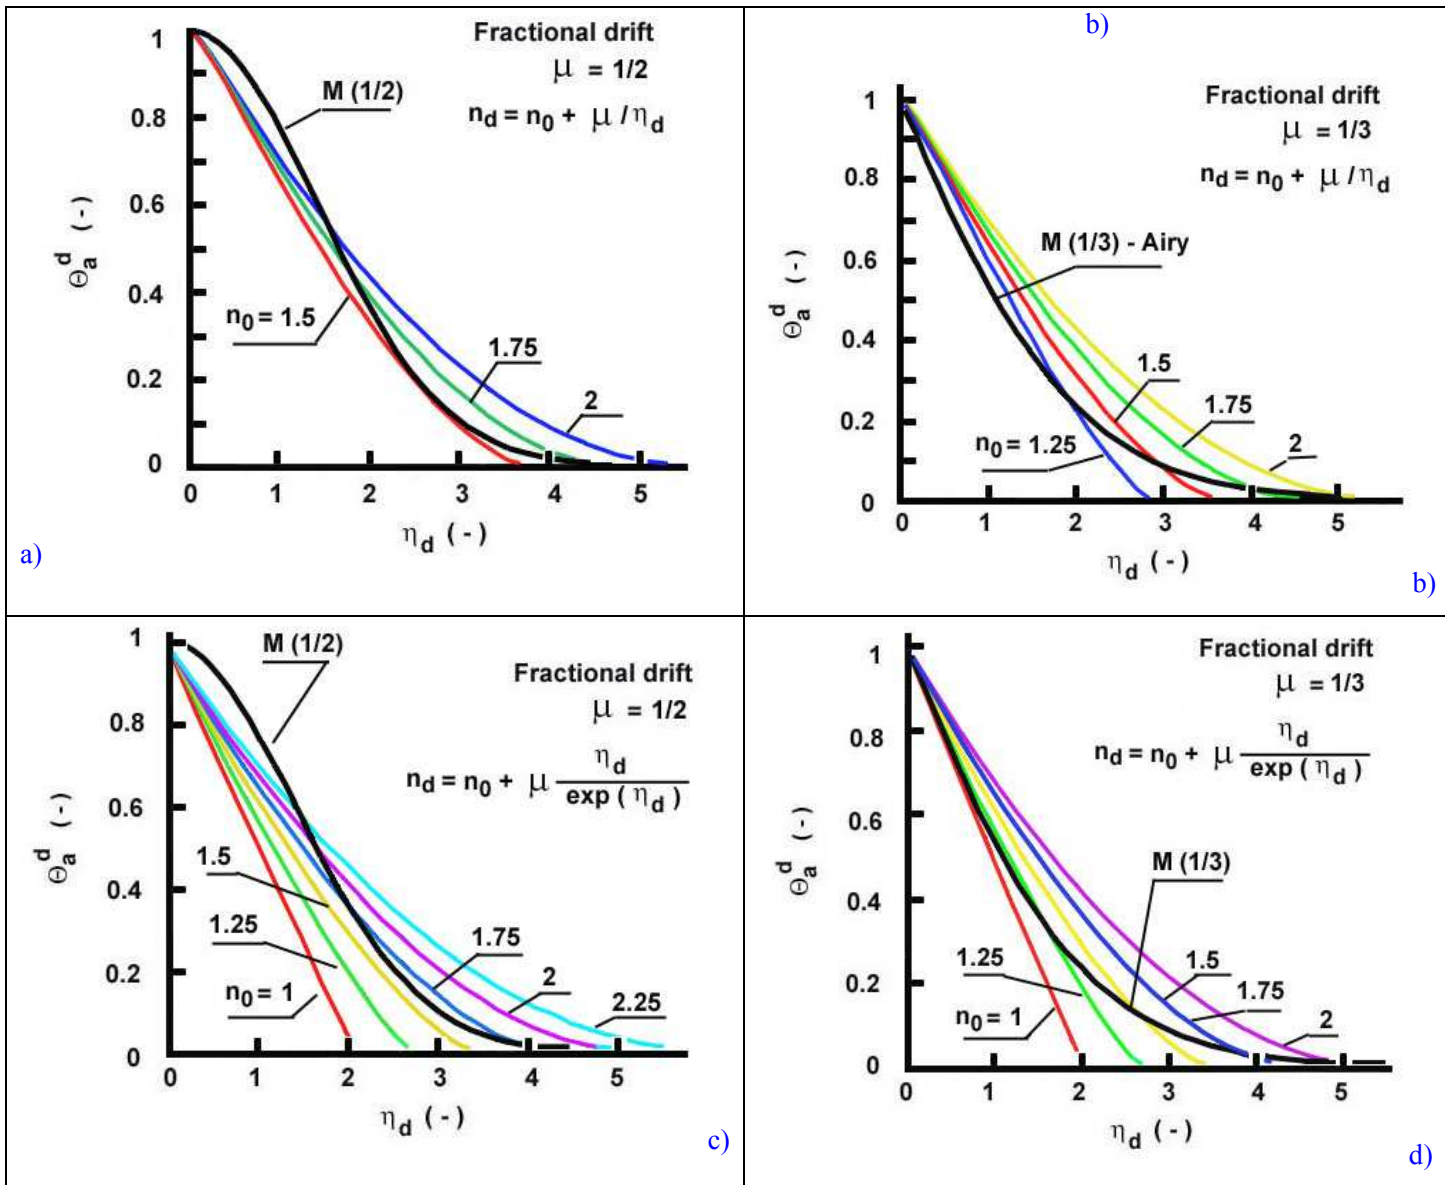 Fractional drift
μ = 1/2
n_d = n_0 + μ / η_d
M (1/2)
n_0 = 1.5
1.75
2
1
0.8
0.6
0.4
0.2
0
Θ_a^d (-)
0 1 2 3 4 5
η_d (-)
a)
b)
Fractional drift
μ = 1/3
n_d = n_0 + μ / η_d
M (1/3) - Airy
1.5
1.75
n_0 = 1.25
2
1
0.8
0.6
0.4
0.2
0
Θ_a^d (-)
0 1 2 3 4 5
η_d (-)
b)
M (1/2)
Fractional drift
μ = 1/2
n_d = n_0 + μ η_d / exp ( η_d )
1.5
1.25
n_0 = 1
1.75
2
2.25
1
0.8
0.6
0.4
0.2
0
Θ_a^d (-)
0 1 2 3 4 5
η_d (-)
c)
Fractional drift
μ = 1/3
n_d = n_0 + μ η_d / exp ( η_d )
M (1/3)
1.25
n_0 = 1
1.5
1.75
2
1
0.8
0.6
0.4
0.2
0
Θ_a^d (-)
0 1 2 3 4 5
η_d (-)
d)